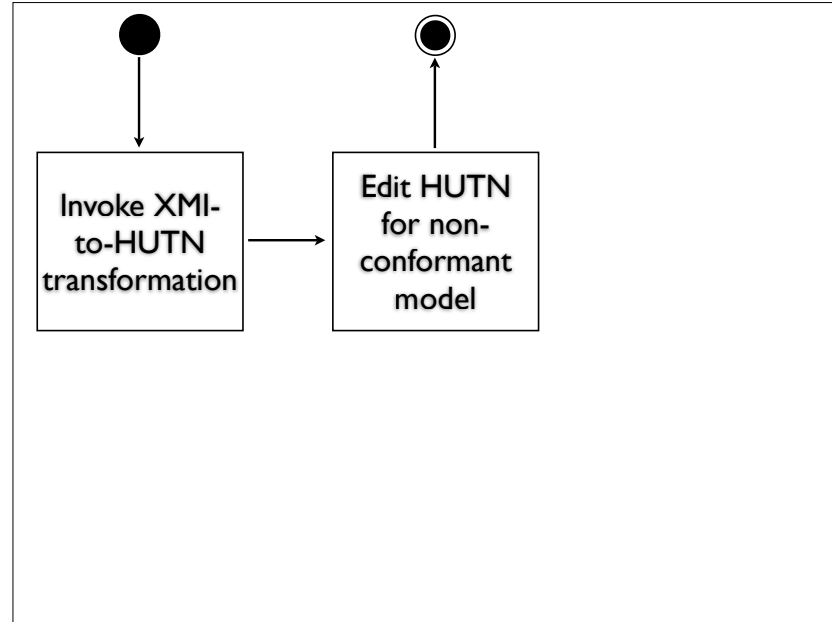 Invoke XMI-
to-HUTN
transformation
Edit HUTN
for non-
conformant
model